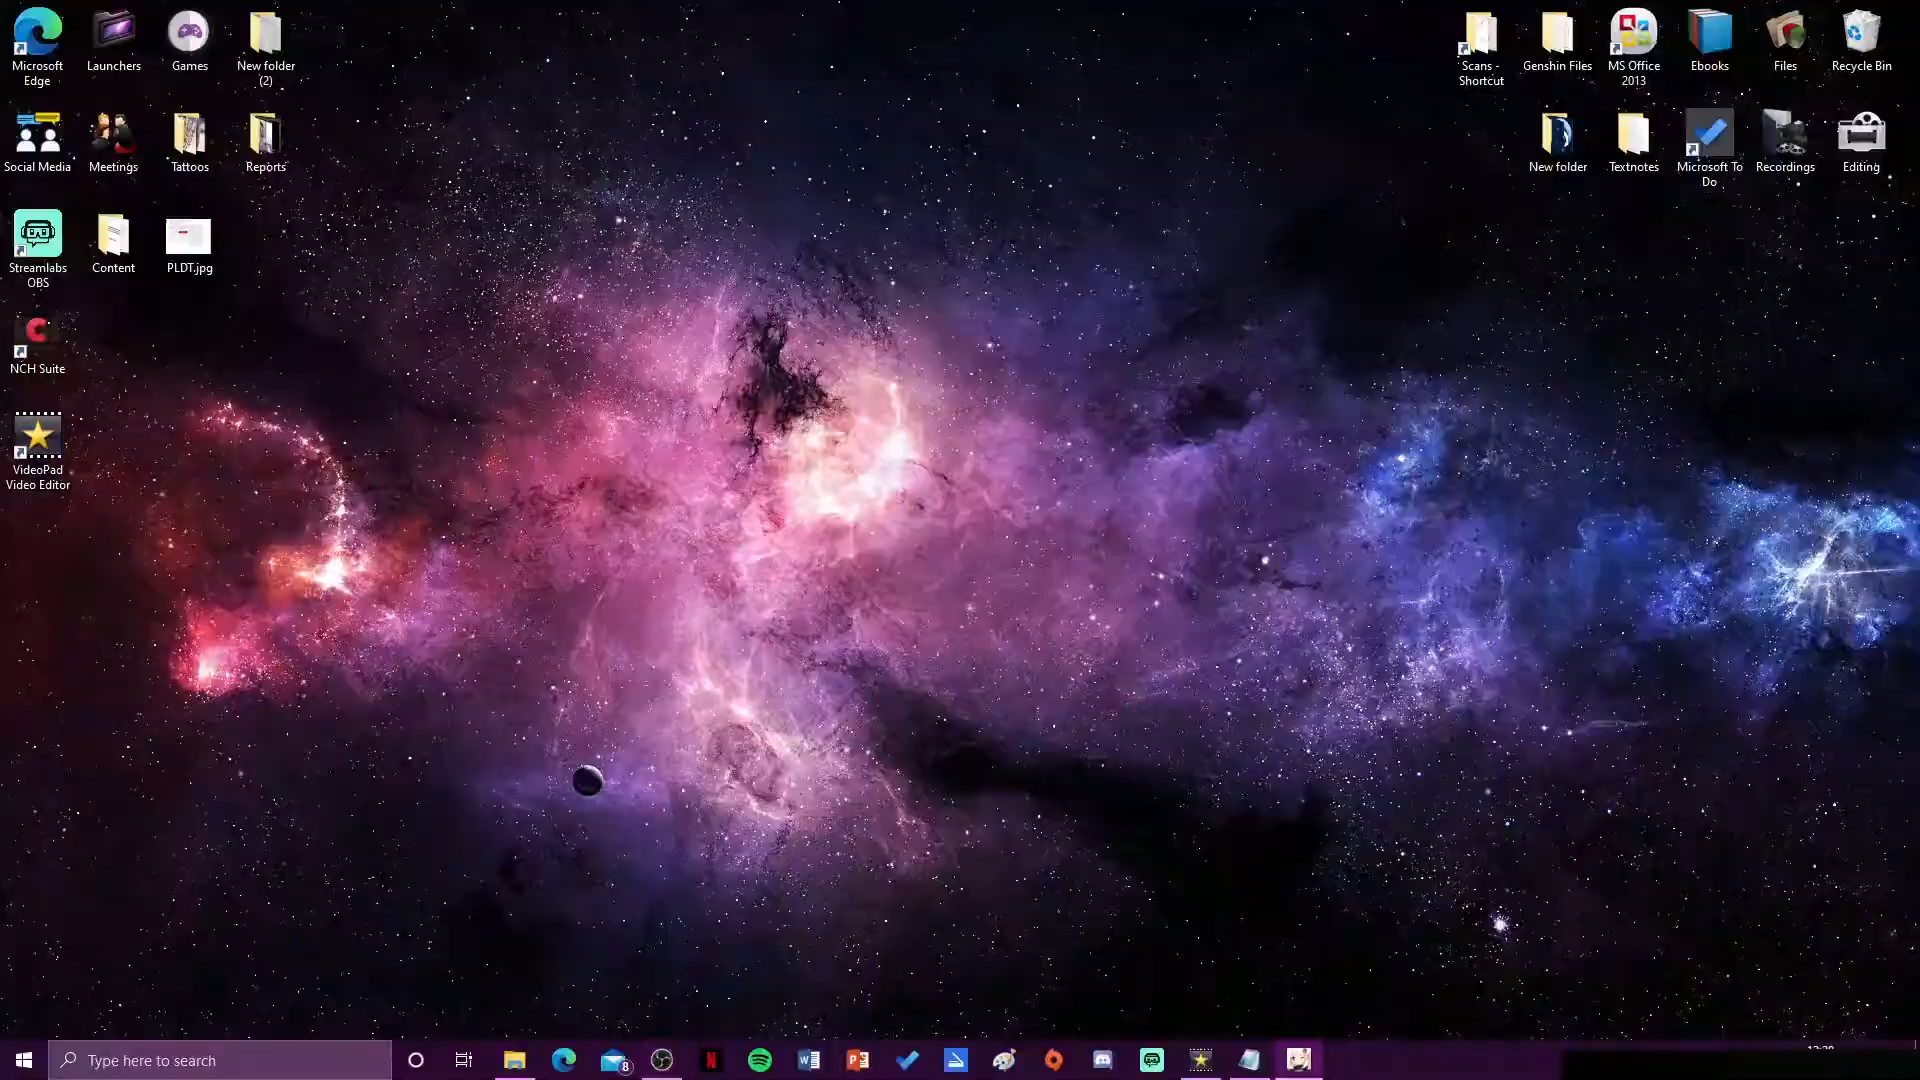 Microsoft
Edge
Launchers
Games
New folder
(2)
Scans -
Shortcut
Genshin Files
MS Office
2013
Ebooks
Files
Recycle Bin
Social Media
Meetings
Tattoos
Reports
New folder
Textnotes
Microsoft To
Do
Recordings
Editing
Streamlabs
OBS
Content
PLDT.jpg
NCH Suite
VideoPad
Video Editor
Type here to search
8